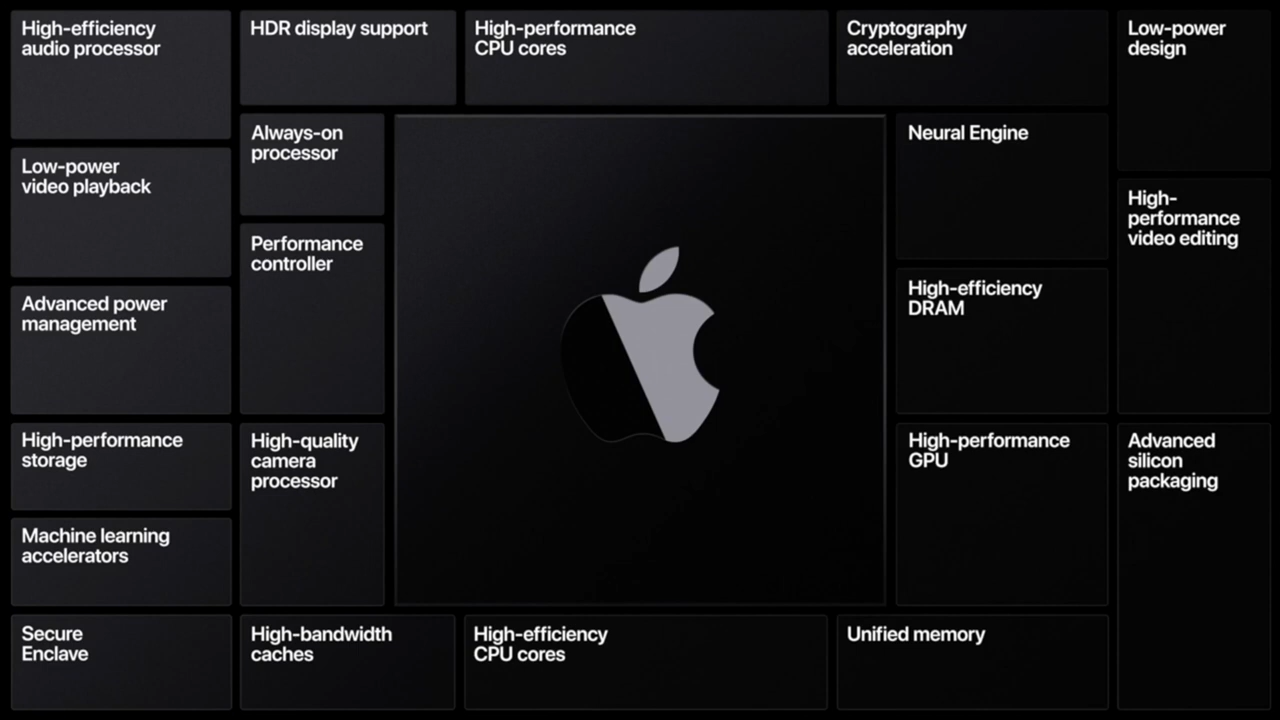 High-efficiency
audio processor
HDR display support
High-performance
CPU cores
Cryptography
acceleration
Low-power
design
Always-on
processor
Neural Engine
Low-power
video playback
High-
performance
video editing
Performance
controller
High-efficiency
DRAM
Advanced power
management
High-performance
storage
High-quality
camera
processor
High-performance
GPU
Advanced
silicon
packaging
Machine learning
accelerators
Secure
Enclave
High-bandwidth
caches
High-efficiency
CPU cores
Unified memory